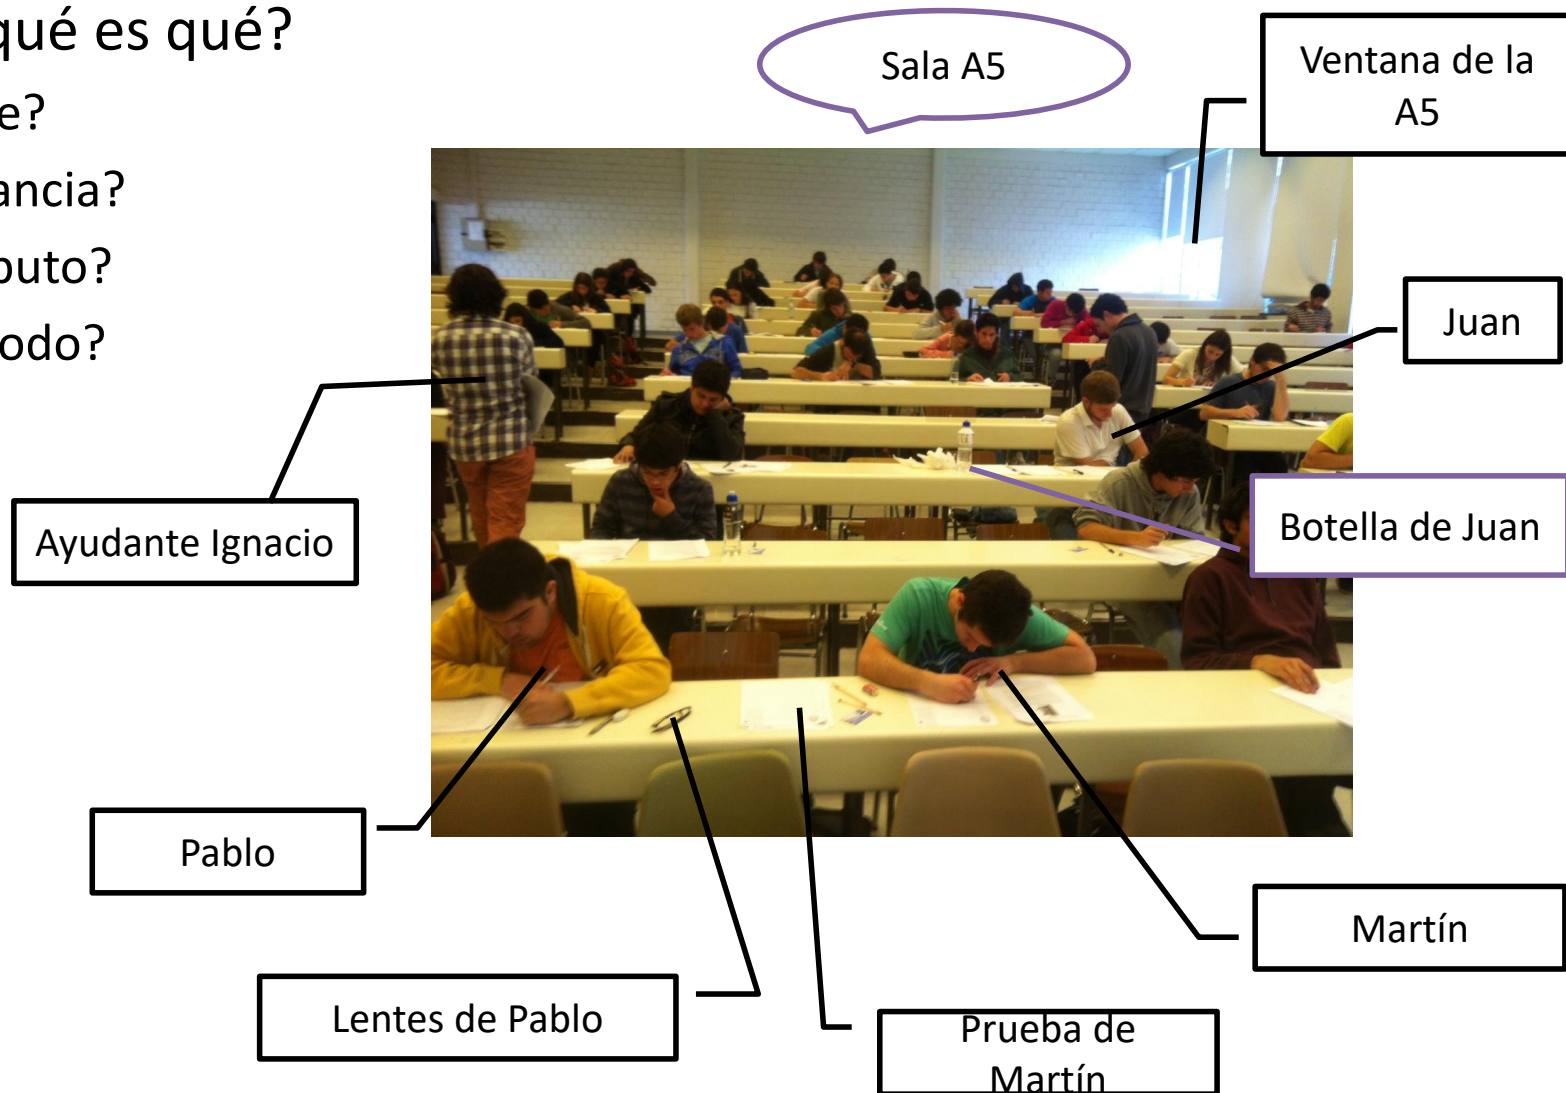 qué es qué?
e?
ancia?
outo?
odo?
Sala A5
Ventana de la
A5
Juan
Botella de Juan
Ayudante Ignacio
Pablo
Martín
Lentes de Pablo
Prueba de
Martín